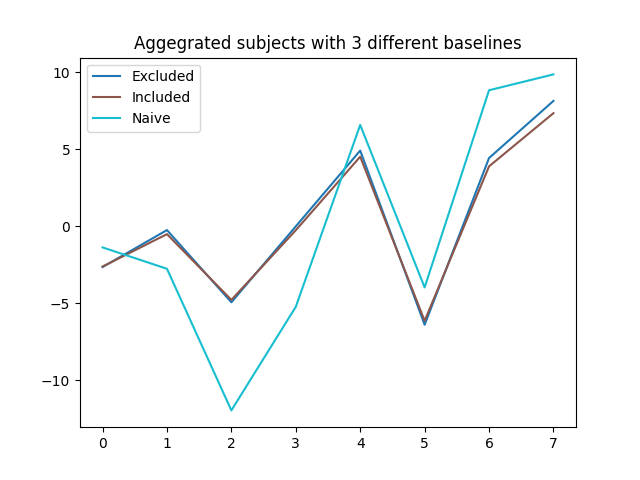 Aggegrated subjects with 3 different baselines
Excluded
Included
Naive
10
5
0
−5
−10
0 1 2 3 4 5 6 7